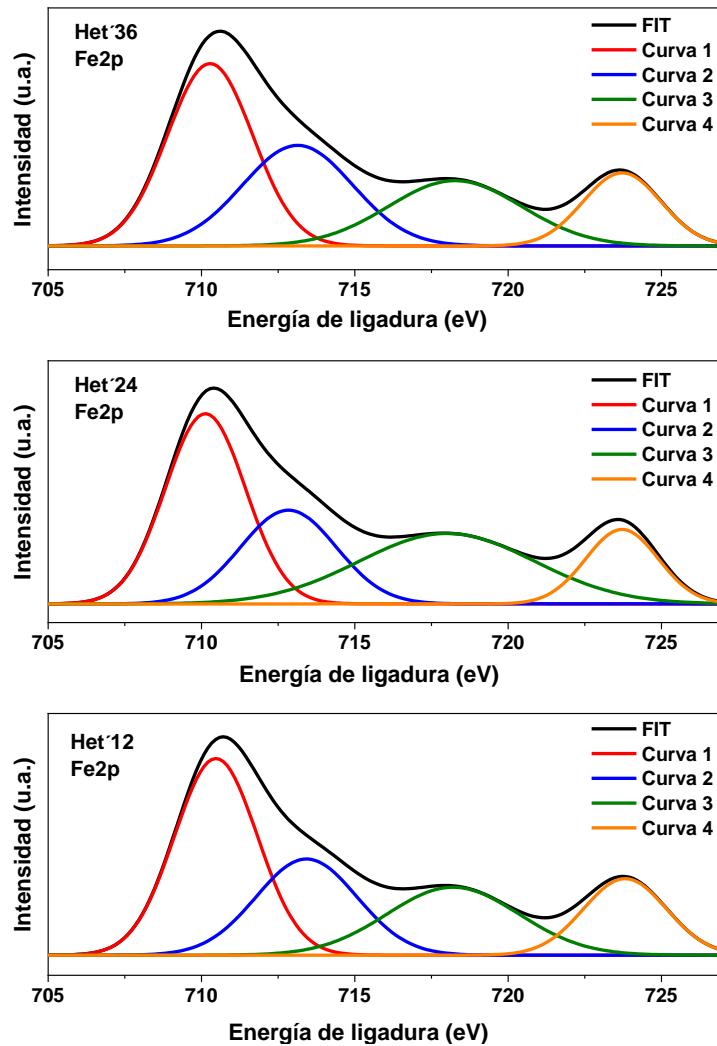 Het´36
Fe2p
FIT
Curva 1
Curva 2
Curva 3
Curva 4
Intensidad (u.a.)
705 710 715 720 725
Energía de ligadura (eV)
Het´24
Fe2p
FIT
Curva 1
Curva 2
Curva 3
Curva 4
Intensidad (u.a.)
705 710 715 720 725
Energía de ligadura (eV)
Het´12
Fe2p
FIT
Curva 1
Curva 2
Curva 3
Curva 4
Intensidad (u.a.)
705 710 715 720 725
Energía de ligadura (eV)